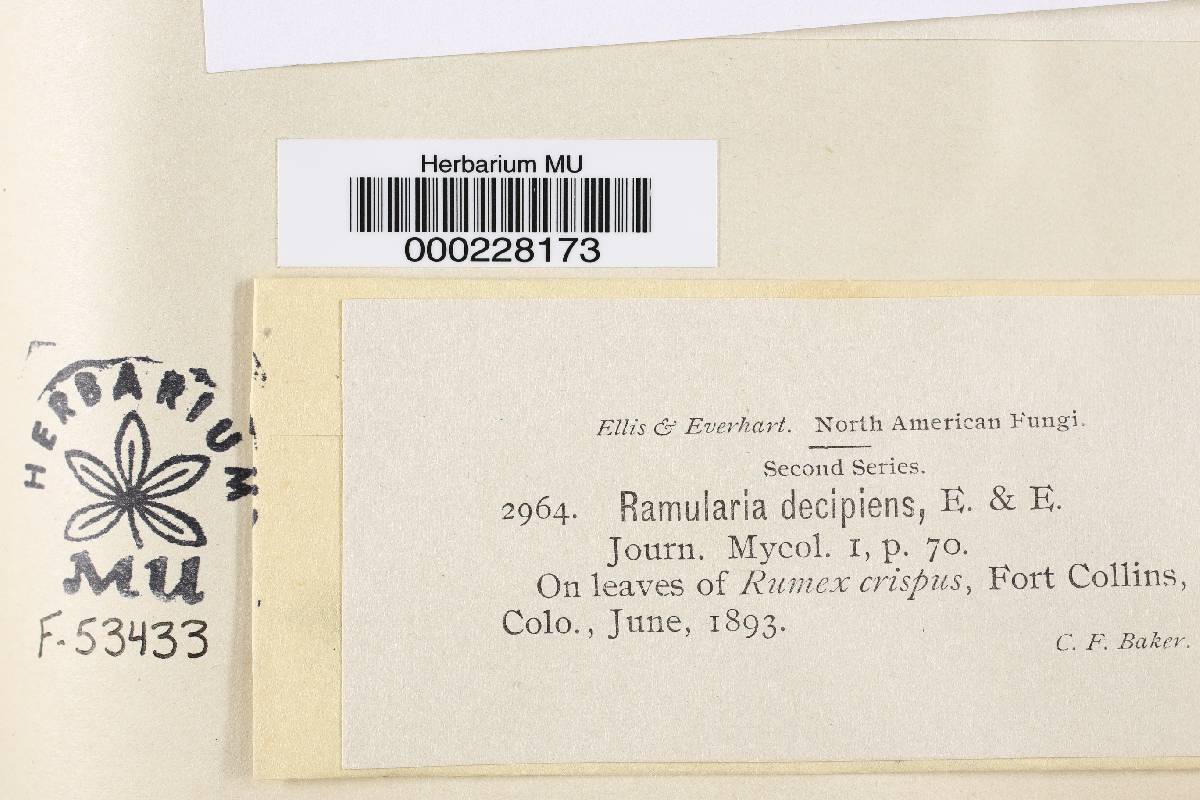 Herbarium MU
000228173
HERBARIUM
MU
F-53433
Ellis & Everhart. North American Fungi.
Second Series.
2964. Ramularia decipiens, E. & E.
Journ. Mycol. 1, p. 70.
On leaves of Rumex crispus, Fort Collins,
Colo., June, 1893.
C. F. Baker.